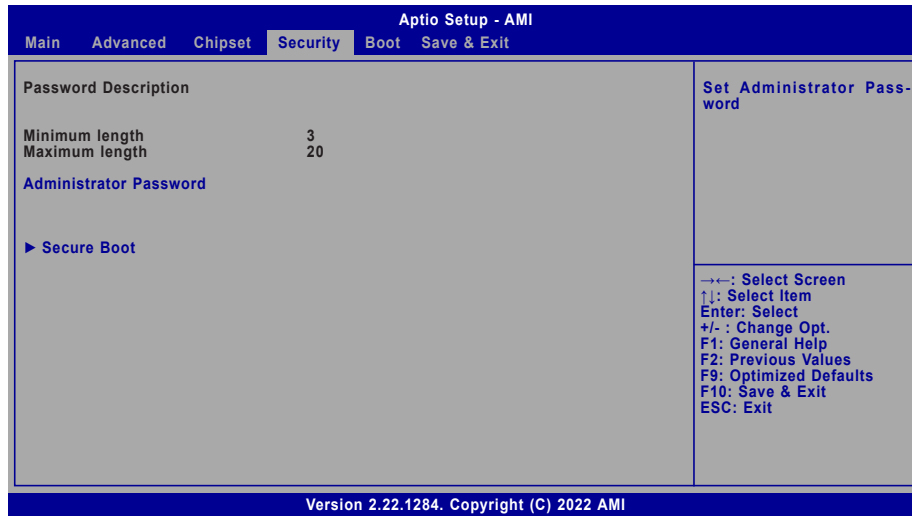 Aptio Setup - AMI
Main Advanced Chipset Security Boot Save & Exit
Password Description
Minimum length 3
Maximum length 20
Administrator Password
► Secure Boot
Set Administrator Pass-
word
→←: Select Screen
↑↓: Select Item
Enter: Select
+/- : Change Opt.
F1: General Help
F2: Previous Values
F9: Optimized Defaults
F10: Save & Exit
ESC: Exit
Version 2.22.1284. Copyright (C) 2022 AMI